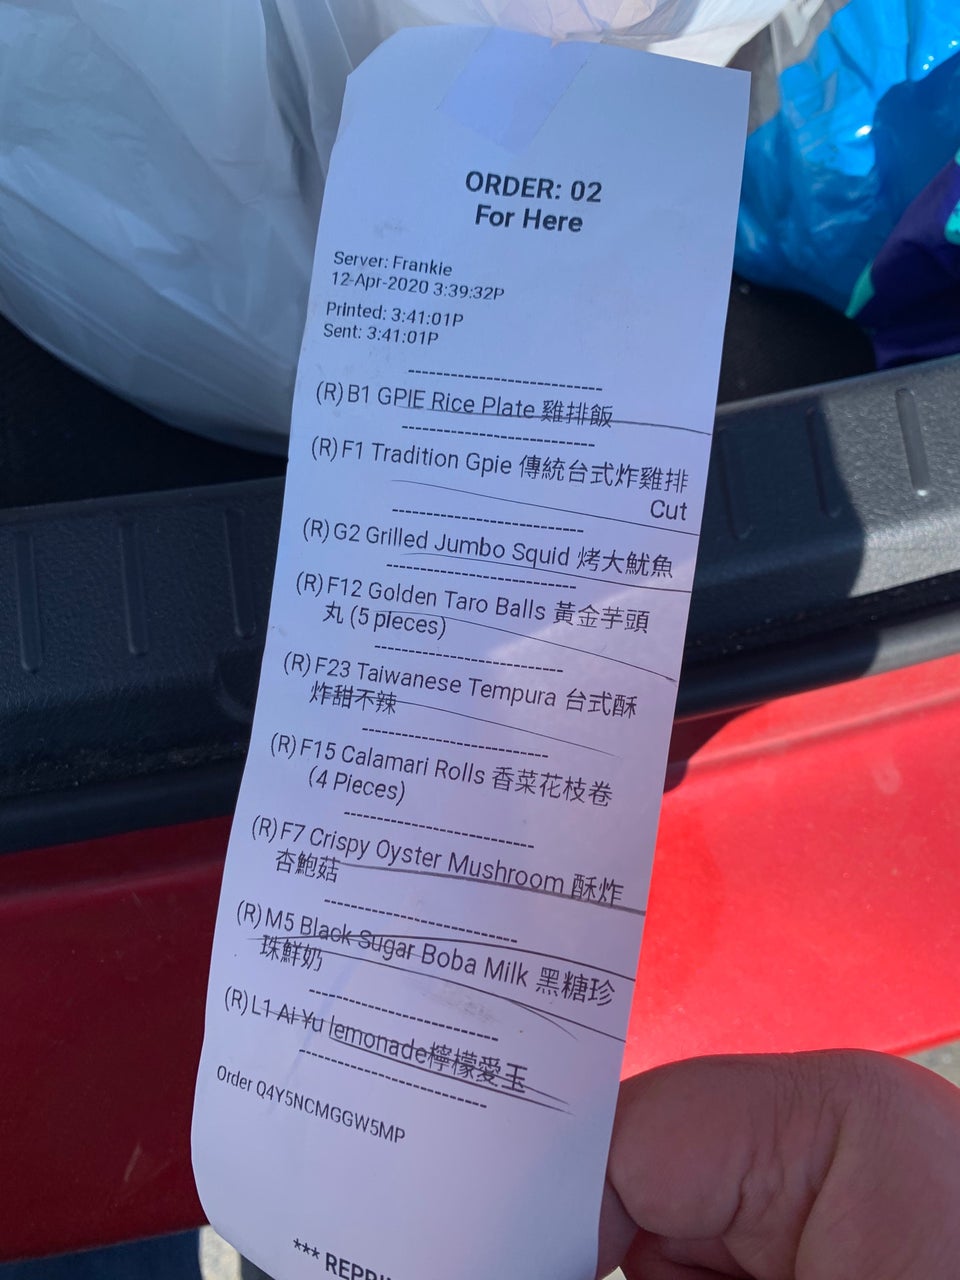 ORDER: 02
For Here
Server: Frankie
12-Apr-2020 3:39:32P
Printed: 3:41:01P
Sent: 3:41:01P
(R) B1 GPIE Rice Plate 雞排飯
(R) F1 Tradition Gpie 傳統台式炸雞排
Cut
(R) G2 Grilled Jumbo Squid 烤大魷魚
(R) F12 Golden Taro Balls 黃金芋頭
丸 (5 pieces)
(R) F23 Taiwanese Tempura 台式酥
炸甜不辣
(R) F15 Calamari Rolls 香菜花枝卷
(4 Pieces)
(R) F7 Crispy Oyster Mushroom 酥炸
杏鮑菇
(R) M5 Black Sugar Boba Milk 黑糖珍
珠鮮奶
(R) L1 Ai Yu lemonade檸檬愛玉
Order Q4Y5NCMGGW5MP
***